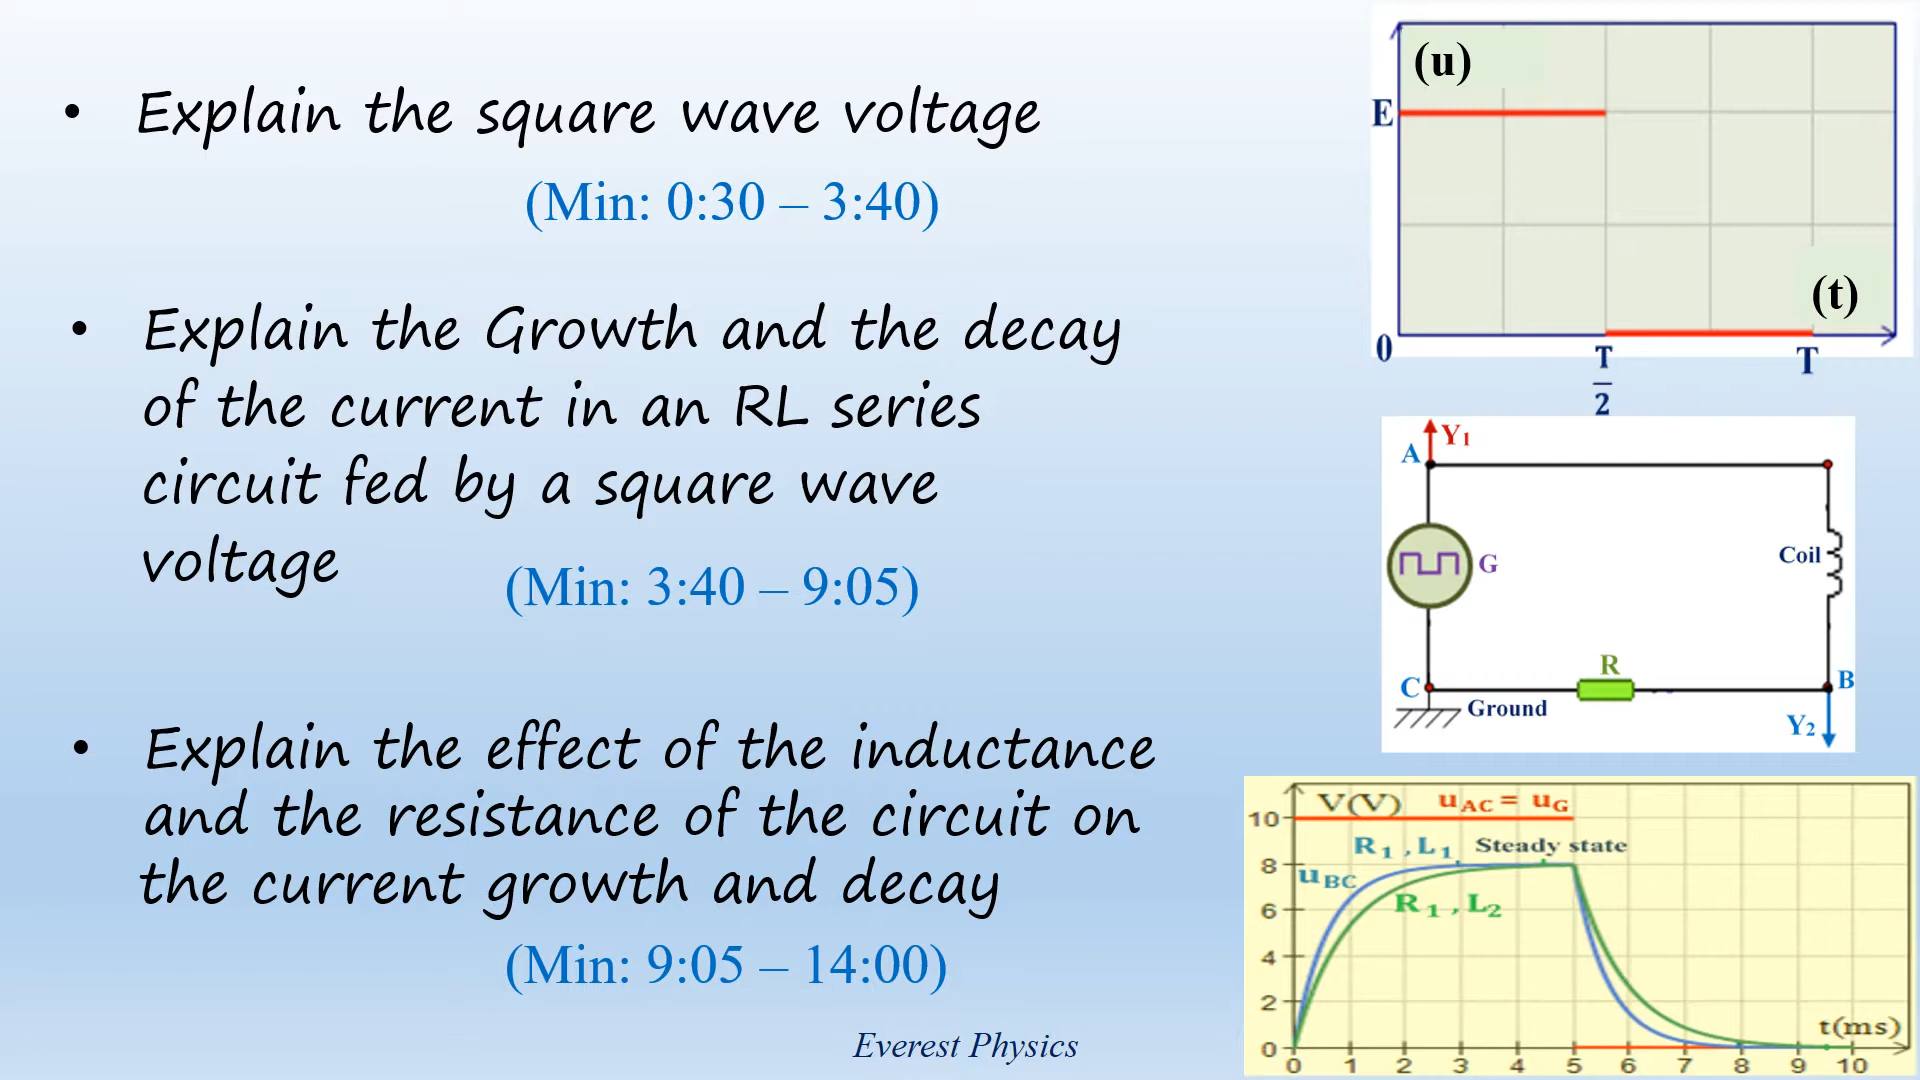 • Explain the square wave voltage
(Min: 0:30 – 3:40)
• Explain the Growth and the decay
of the current in an RL series
circuit fed by a square wave
voltage
(Min: 3:40 – 9:05)
• Explain the effect of the inductance
and the resistance of the circuit on
the current growth and decay
(Min: 9:05 – 14:00)
Everest Physics
(u)
E
(t)
0
T/2
T
Y₁
A
G
Coil
R
C
B
Ground
Y₂
V(V)
u_AC = u_G
10
R₁ , L₁
Steady state
8
u_BC
R₁ , L₂
6
4
2
t(ms)
0
0 1 2 3 4 5 6 7 8 9 10